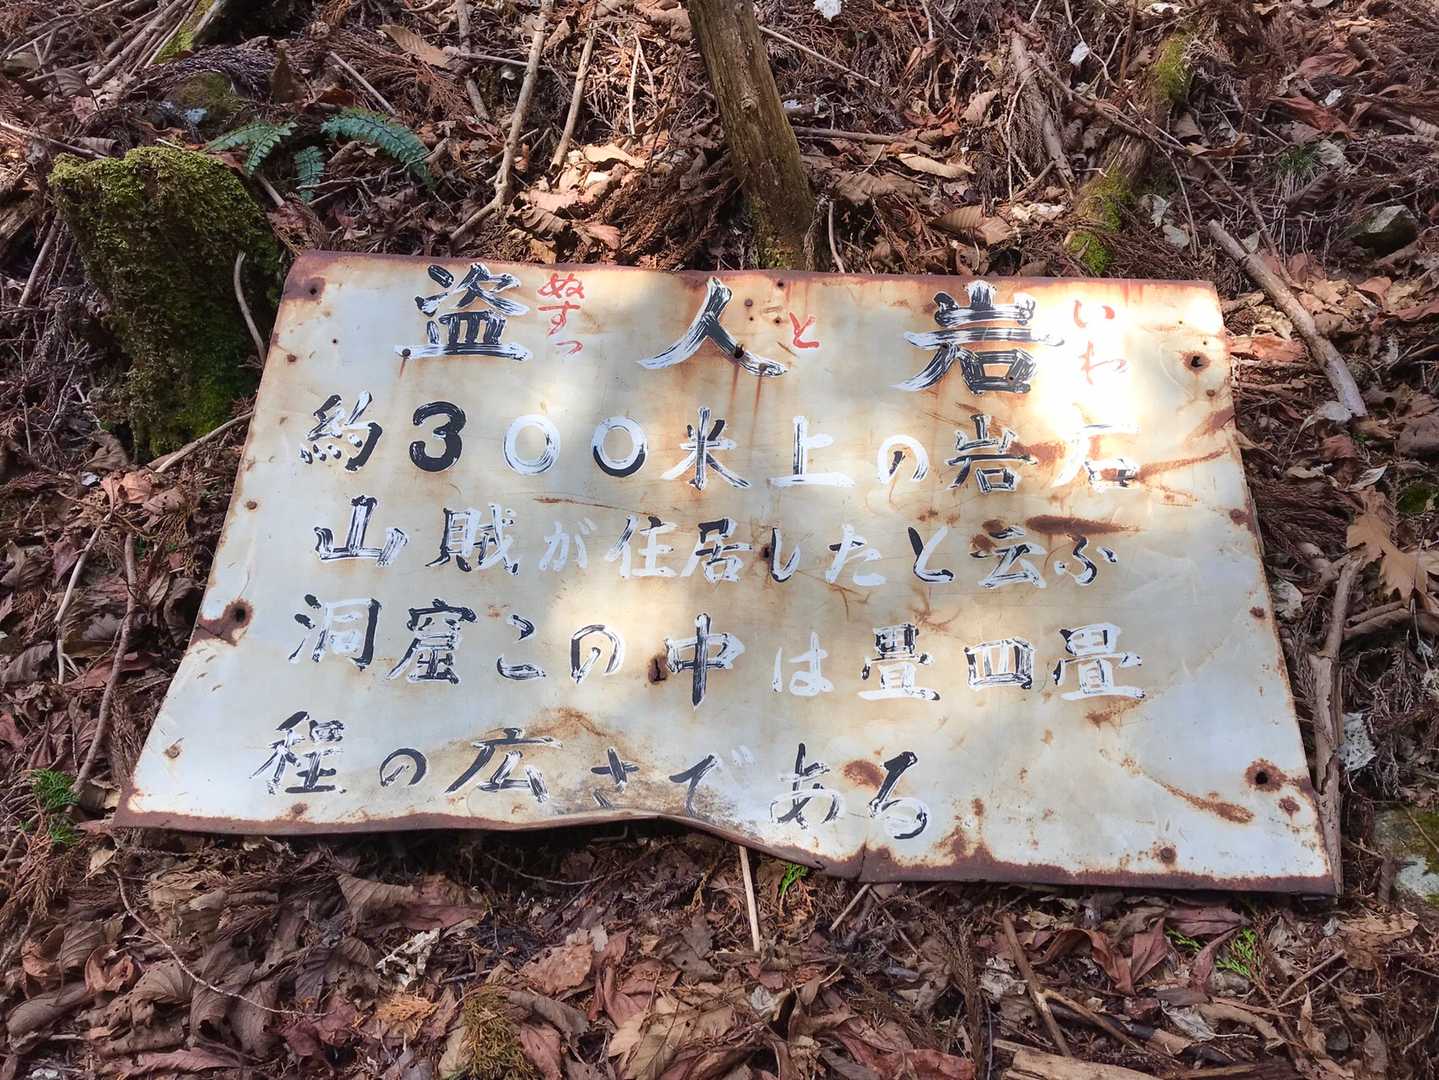 盗人岩
ぬすっ と いわ
約300米上の岩石
山賊が住居したと云ふ
洞窟この中は畳四畳
程の広さである